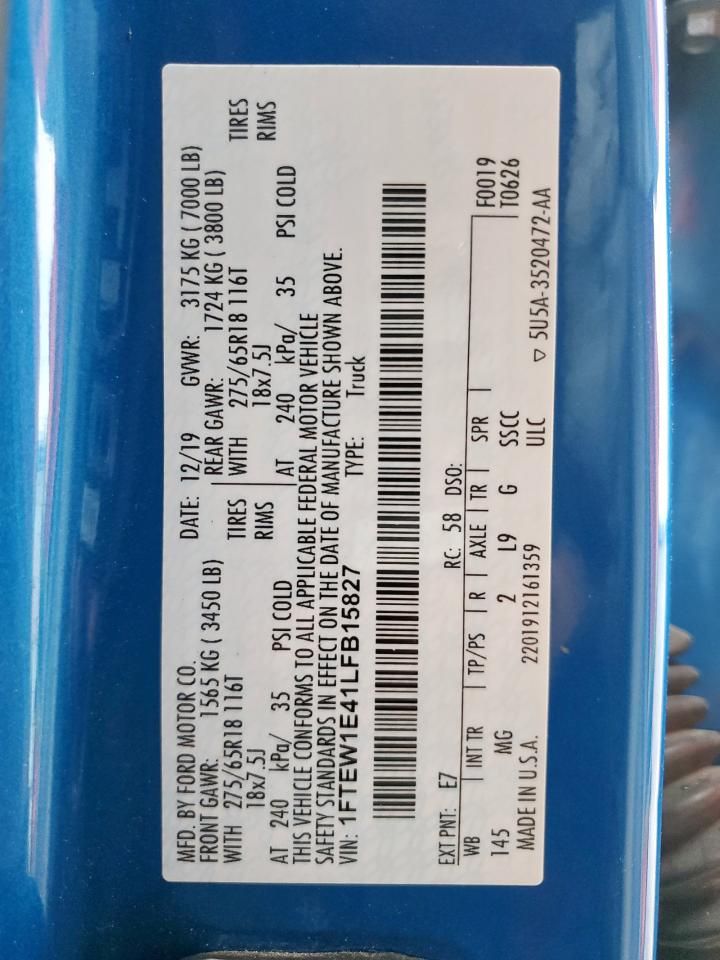 MFD. BY FORD MOTOR CO. DATE: 12/19 GVWR: 3175 KG ( 7000 LB)
FRONT GAWR: 1565 KG ( 3450 LB) REAR GAWR: 1724 KG ( 3800 LB)
WITH 275/65R18 116T TIRES WITH 275/65R18 116T TIRES
18x7.5J RIMS 18x7.5J RIMS
AT 240 kPa/ 35 PSI COLD AT 240 kPa/ 35 PSI COLD
THIS VEHICLE CONFORMS TO ALL APPLICABLE FEDERAL MOTOR VEHICLE
SAFETY STANDARDS IN EFFECT ON THE DATE OF MANUFACTURE SHOWN ABOVE.
VIN: 1FTEW1E41LFB15827 TYPE: Truck
EXT PNT: E7 RC: 58 DSO:
WB INT TR TP/PS R AXLE TR SPR F0019
145 MG 2 L9 G SSCC T0626
MADE IN U.S.A. 2201912161359 ULC ▽ 5U5A-3520472-AA